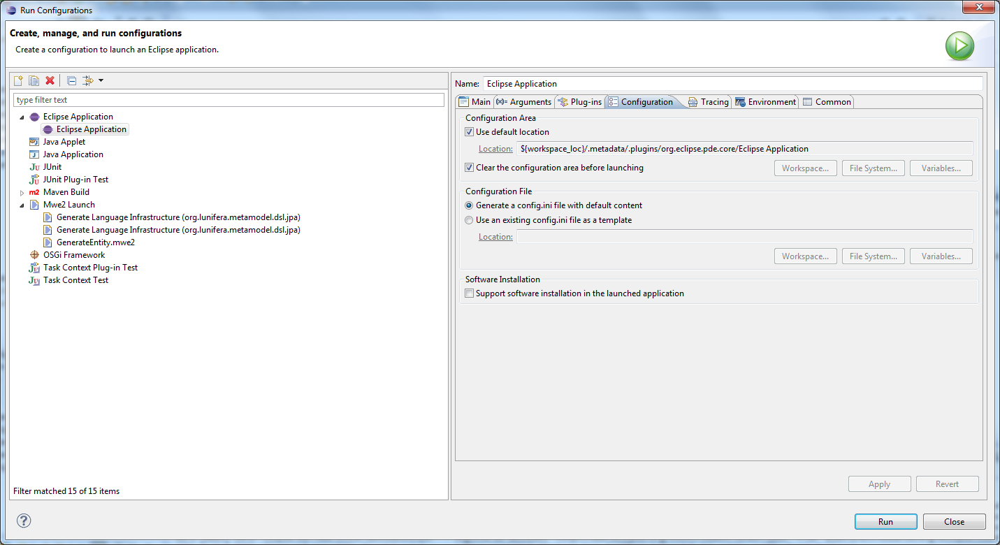 Run Configurations
Create, manage, and run configurations
Create a configuration to launch an Eclipse application.
type filter text
Eclipse Application
Eclipse Application
Java Applet
Java Application
JUnit
JUnit Plug-in Test
Maven Build
Mwe2 Launch
Generate Language Infrastructure (org.lunifera.metamodel.dsl.jpa)
Generate Language Infrastructure (org.lunifera.metamodel.dsl.jpa)
GenerateEntity.mwe2
OSGi Framework
Task Context Plug-in Test
Task Context Test
Filter matched 15 of 15 items
Name: Eclipse Application
Main (x)= Arguments Plug-ins Configuration Tracing Environment Common
Configuration Area
Use default location
Location: ${workspace_loc}/.metadata/.plugins/org.eclipse.pde.core/Eclipse Application
Clear the configuration area before launching Workspace... File System... Variables...
Configuration File
Generate a config.ini file with default content
Use an existing config.ini file as a template
Location:
Workspace... File System... Variables...
Software Installation
Support software installation in the launched application
Apply Revert
Run Close